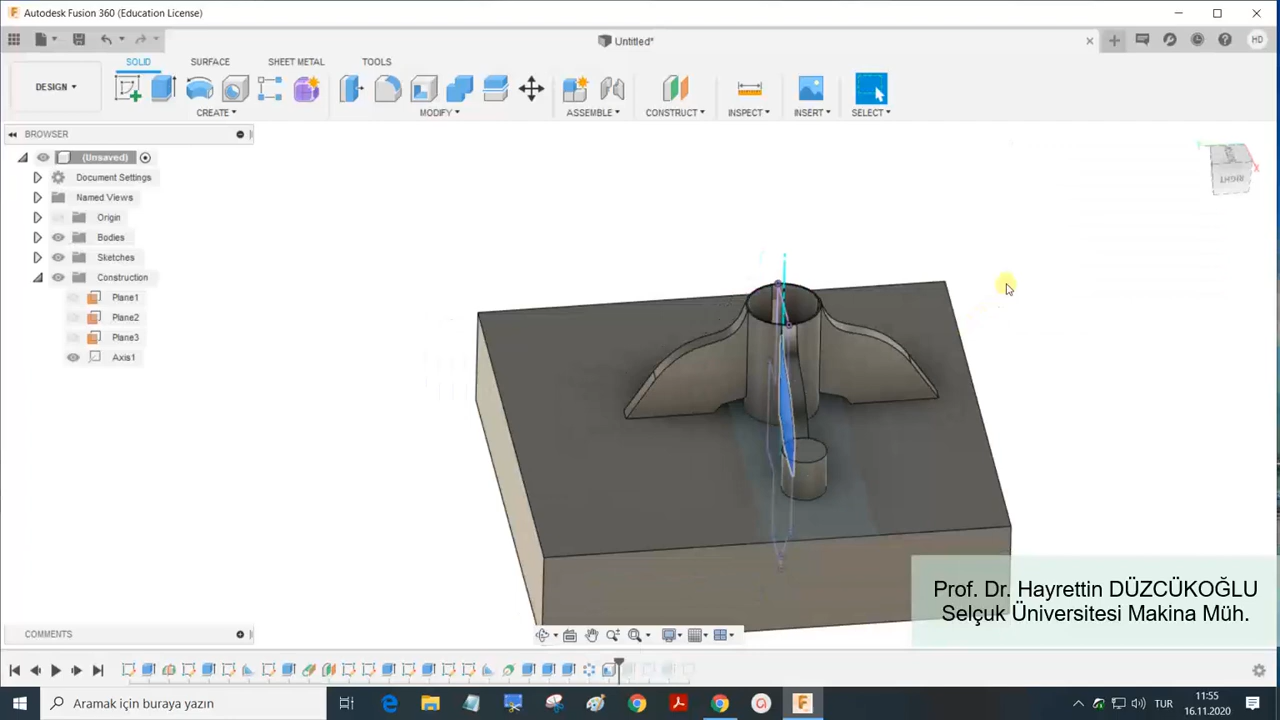 Autodesk Fusion 360 (Education License)
Untitled*
HD
DESIGN
SOLID
SURFACE
SHEET METAL
TOOLS
CREATE
MODIFY
ASSEMBLE
CONSTRUCT
INSPECT
INSERT
SELECT
BROWSER
(Unsaved)
Document Settings
Named Views
Origin
Bodies
Sketches
Construction
Plane1
Plane2
Plane3
Axis1
RIGHT
X
Prof. Dr. Hayrettin DÜZCÜKOĞLU
Selçuk Üniversitesi Makina Müh.
COMMENTS
Aramak için buraya yazın
TUR
11:55
16.11.2020